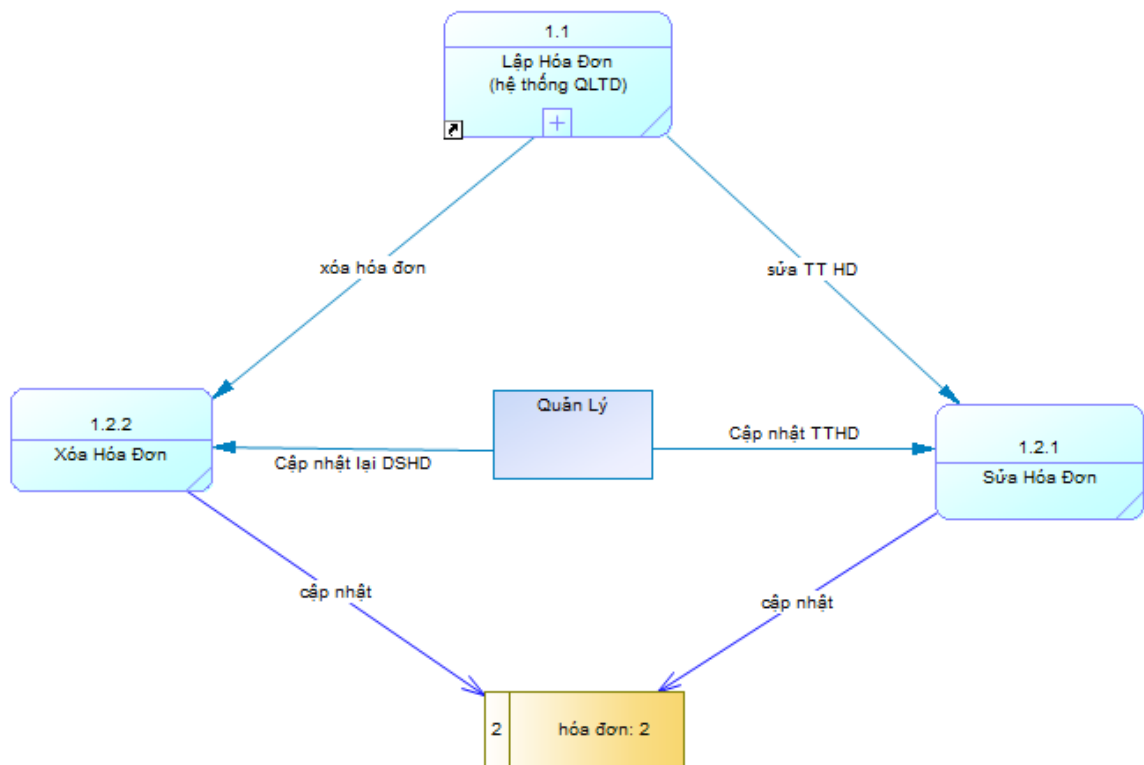 1.1
Lập Hóa Đơn
(hệ thống QLTD)
xóa hóa đơn
sửa TT HD
1.2.2
Xóa Hóa Đơn
Quản Lý
Cập nhật lại DSHD
Cập nhật TTHD
1.2.1
Sửa Hóa Đơn
cập nhật
cập nhật
2
hóa đơn: 2